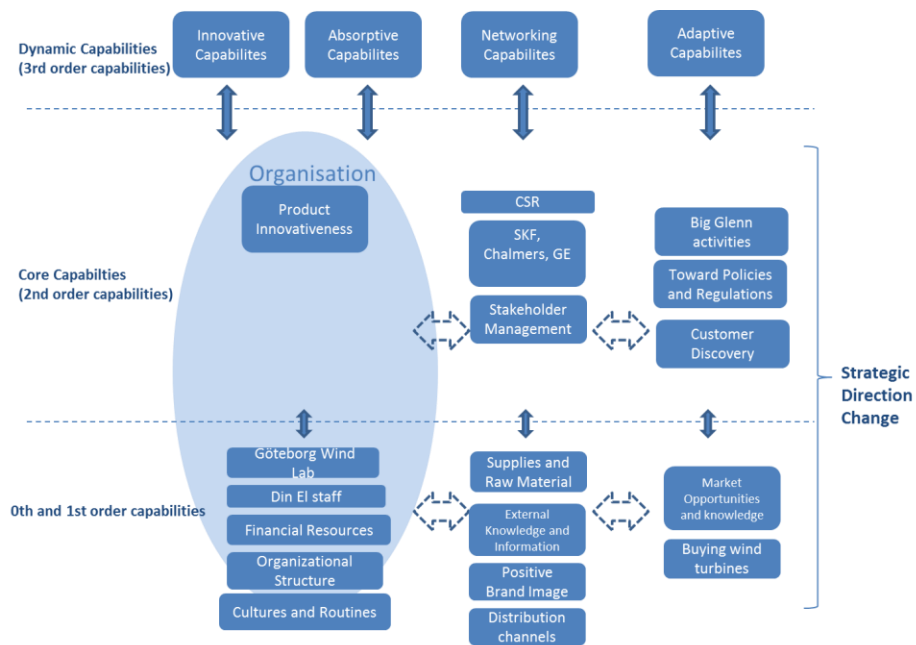 Dynamic Capabilities
(3rd order capabilities)
Innovative
Capabilites
Absorptive
Capabilites
Networking
Capabilites
Adaptive
Capabilites
Organisation
Product
Innovativeness
CSR
SKF,
Chalmers, GE
Big Glenn
activities
Core Capabilties
(2nd order capabilities)
Toward Policies
and Regulations
Stakeholder
Management
Customer
Discovery
Strategic
Direction
Change
0th and 1st order capabilities
Göteborg Wind
Lab
Din El staff
Financial Resources
Organizational
Structure
Cultures and Routines
Supplies and
Raw Material
External
Knowledge and
Information
Positive
Brand Image
Distribution
channels
Market
Opportunities
and knowledge
Buying wind
turbines